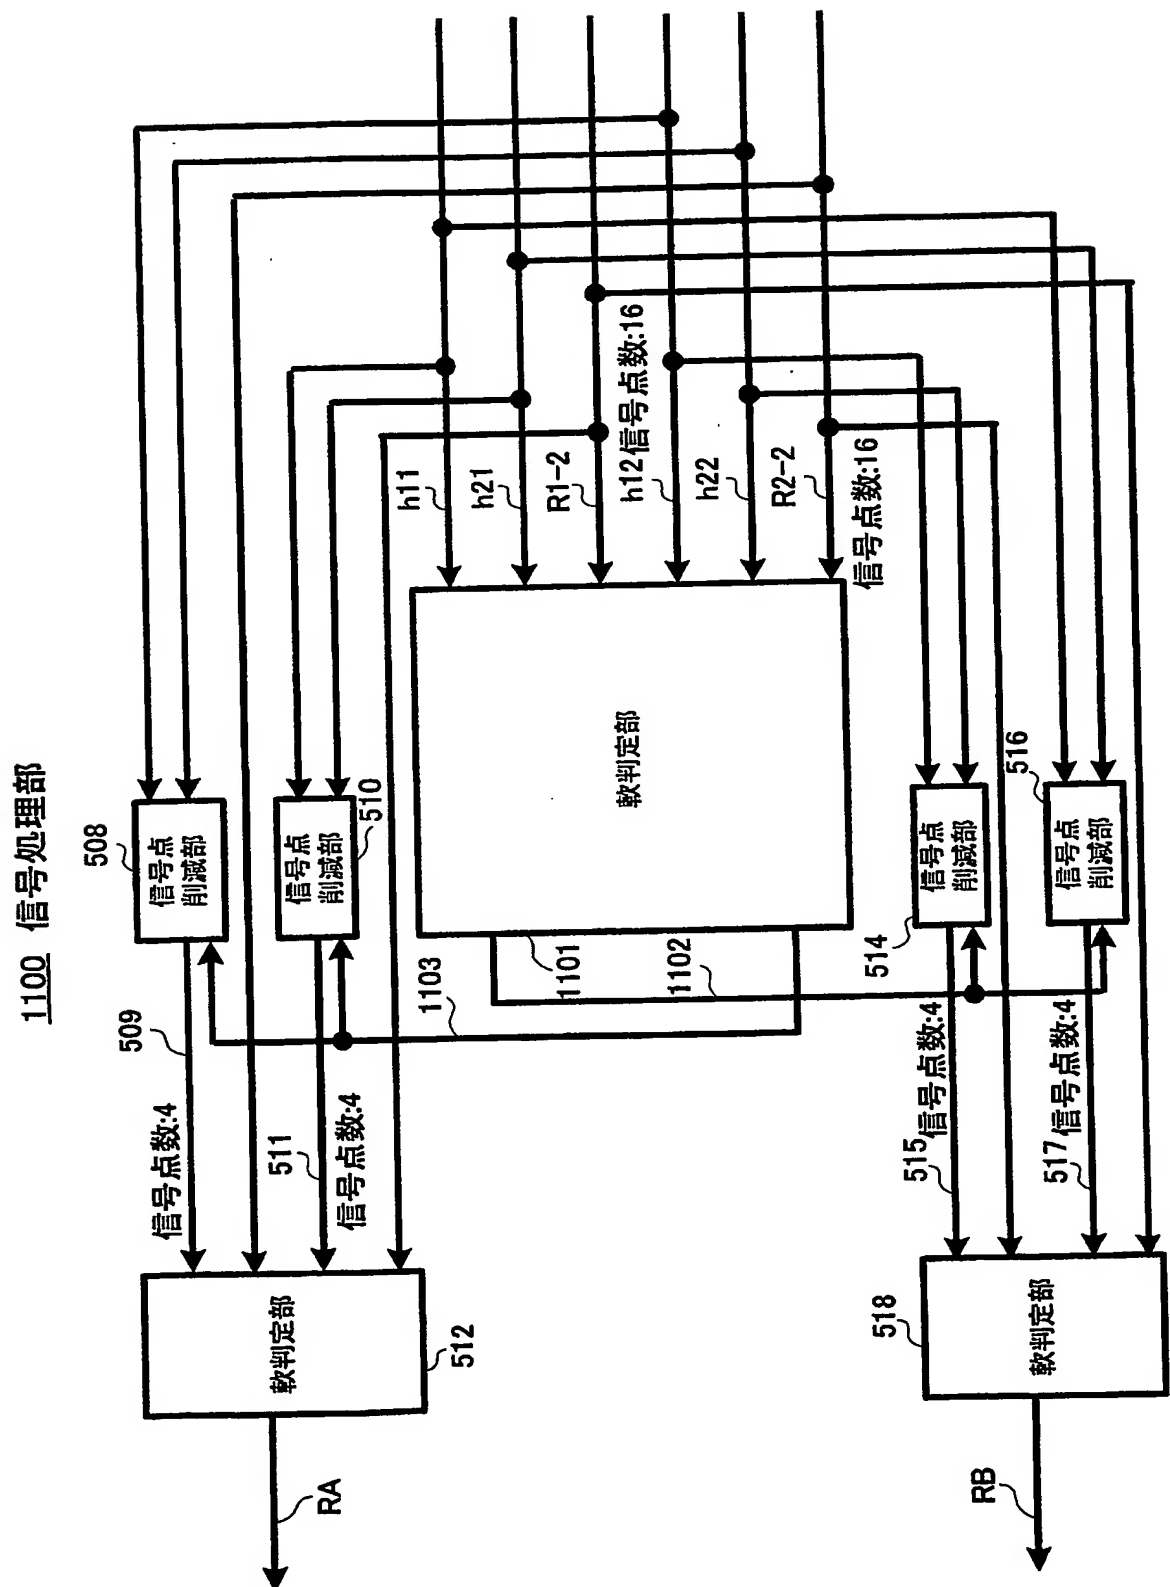 1100 信号処理部
508
信号点
削減部
509
信号点数:4
510
信号点
削減部
511
信号点数:4
軟判定部
512
RA
h11
h21
R1-2
h12
信号点数:16
h22
R2-2
信号点数:16
軟判定部
1101
1102
1103
514
信号点
削減部
515
信号点数:4
516
信号点
削減部
517
信号点数:4
軟判定部
518
RB